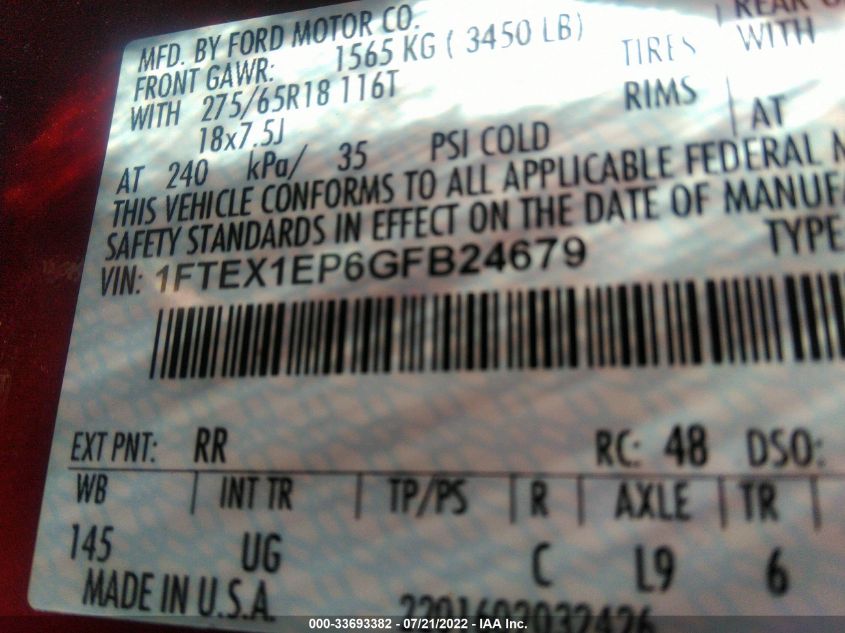 MFD. BY FORD MOTOR CO.
FRONT GAWR: 1565 KG ( 3450 LB) REAR
WITH 275/65R18 116T TIRES WITH
18x7.5J RIMS
AT 240 kPa/ 35 PSI COLD AT
THIS VEHICLE CONFORMS TO ALL APPLICABLE FEDERAL
SAFETY STANDARDS IN EFFECT ON THE DATE OF MANUFA
VIN: 1FTEX1EP6GFB24679 TYPE
EXT PNT: RR RC: 48 DSO:
WB INT TR TP/PS R AXLE TR
145 UG C L9 6
MADE IN U.S.A.
2201602032426
000-33693382 - 07/21/2022 - IAA Inc.